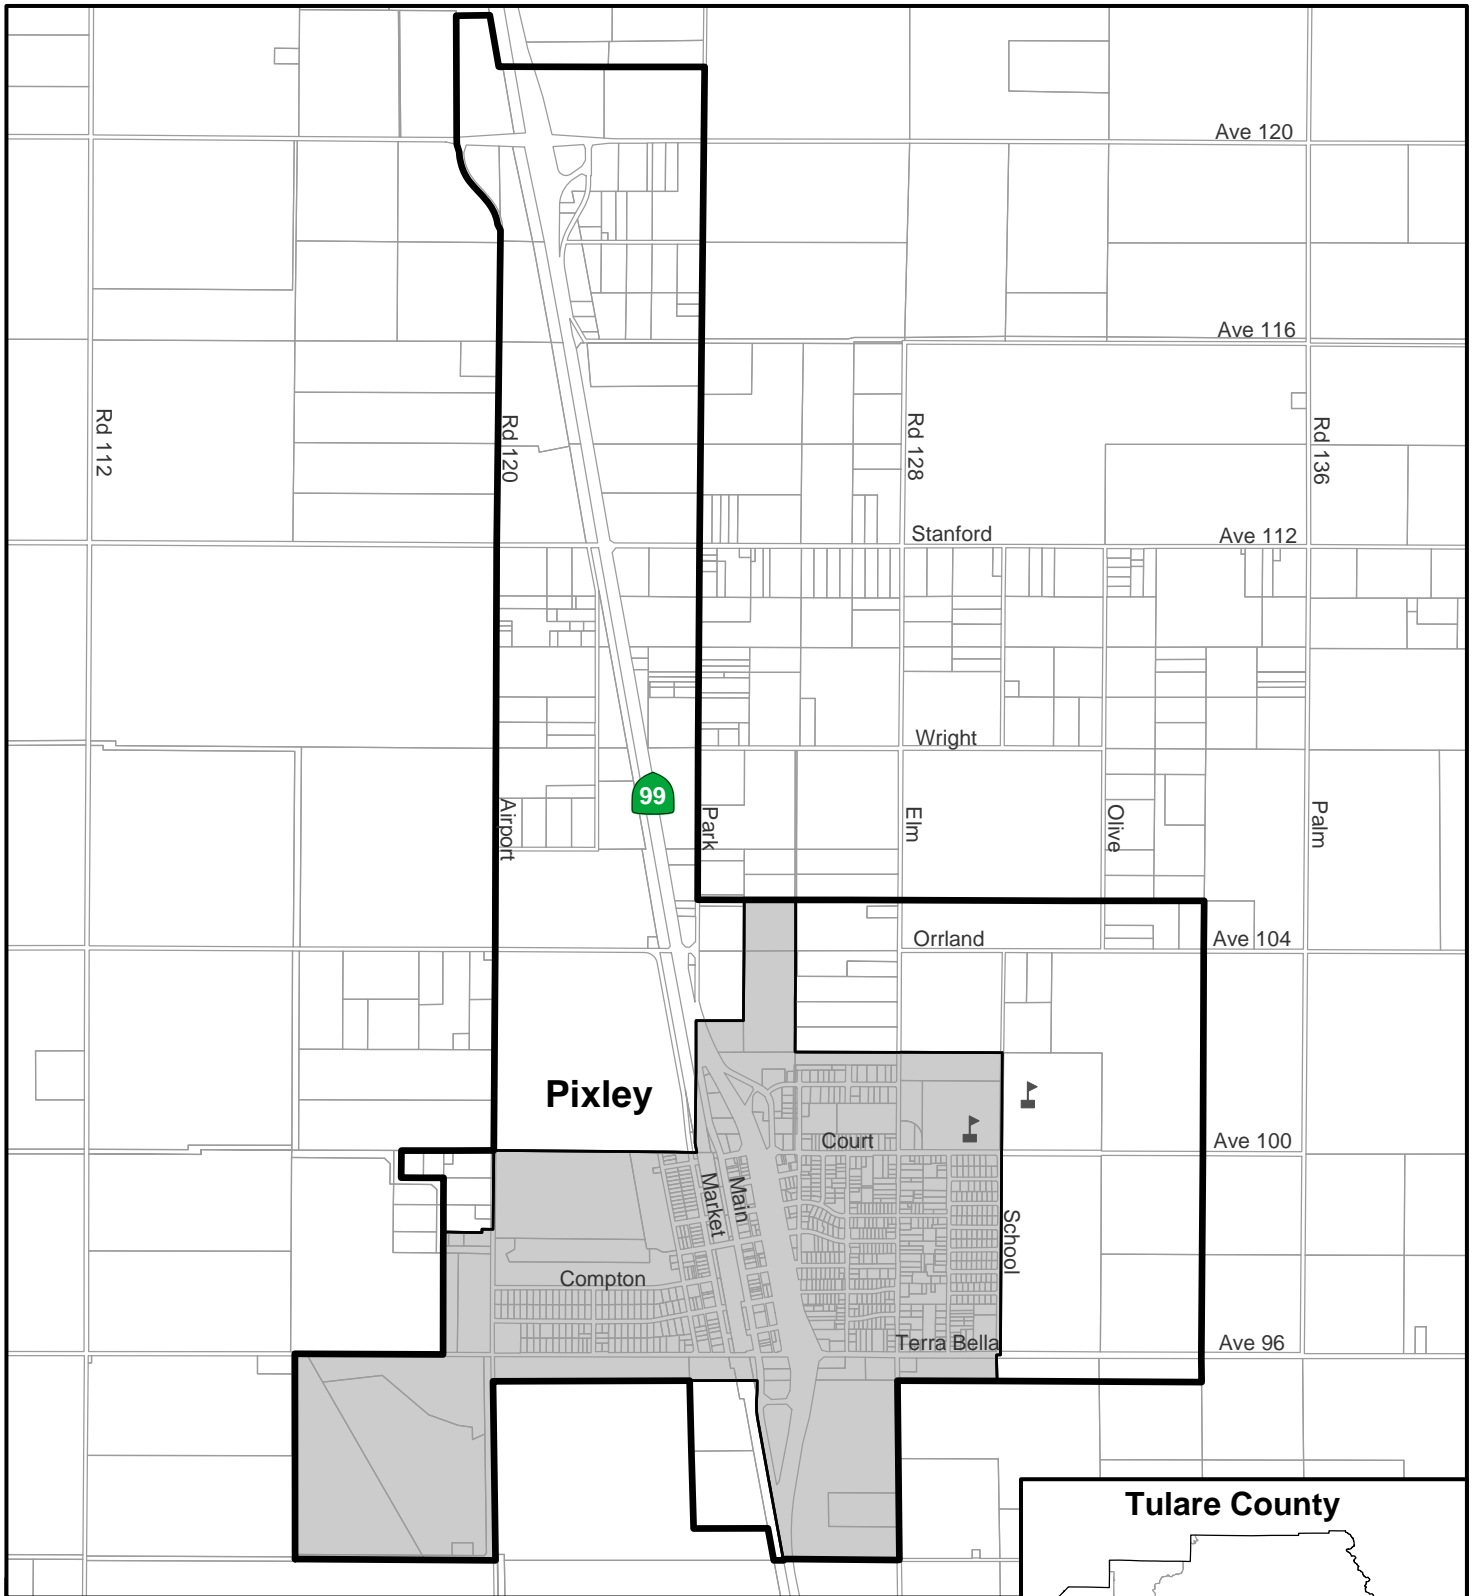 Ave 120
Ave 116
Rd 112
Rd 120
Rd 128
Rd 136
Stanford
Ave 112
Wright
99
Airport
Park
Elm
Olive
Palm
Orrland
Ave 104
Pixley
Court
Ave 100
Market
Main
School
Compton
Terra Bella
Ave 96
Tulare County